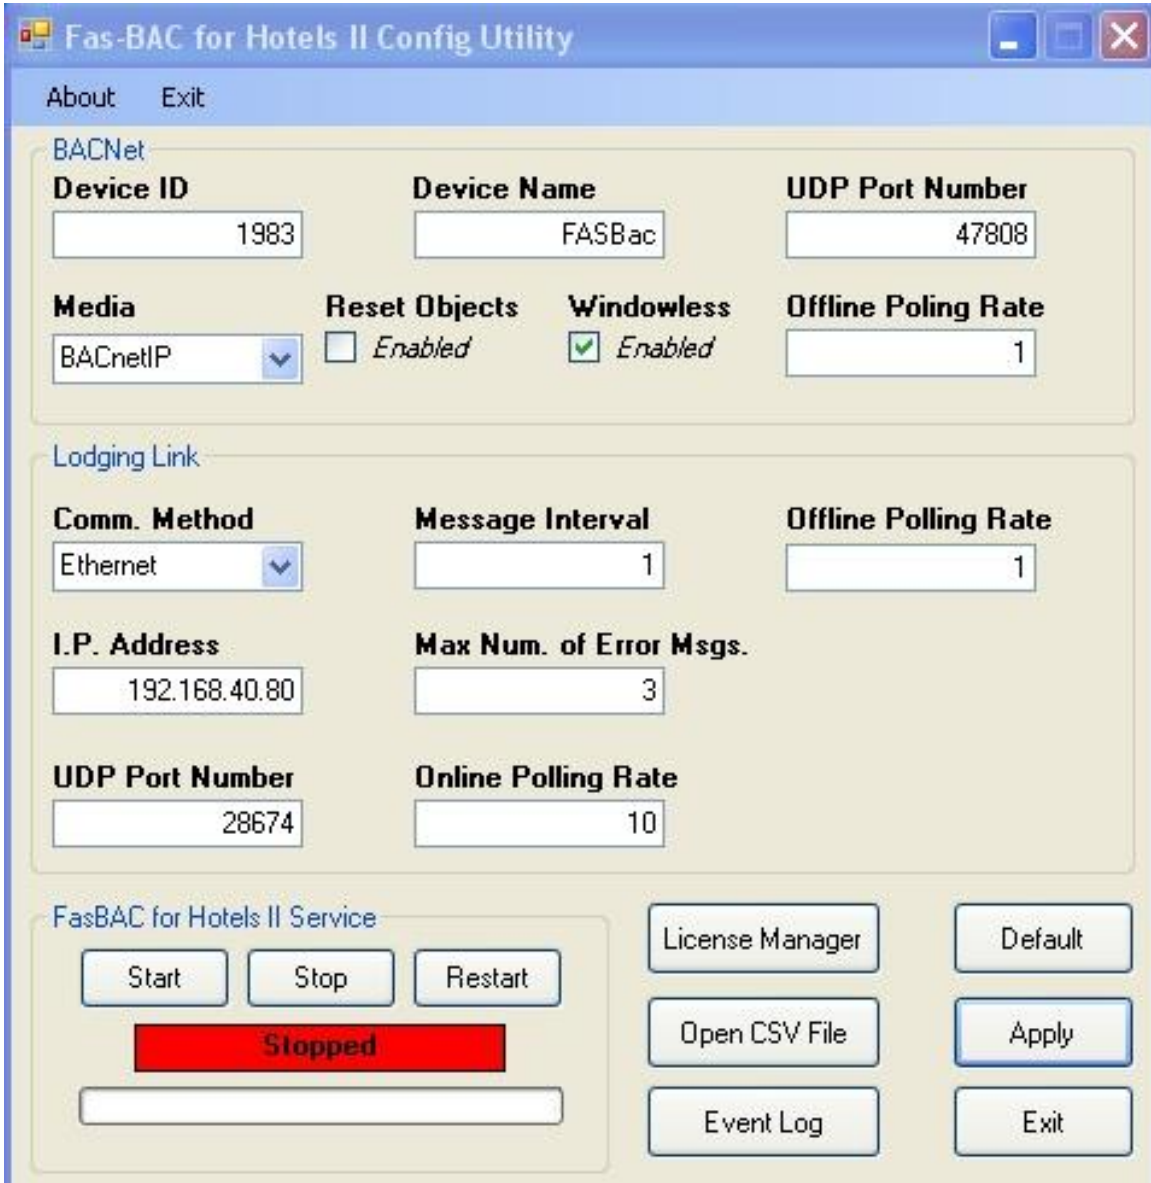 Fas-BAC for Hotels II Config Utility
About Exit
BACNet
Device ID Device Name UDP Port Number
1983 FASBac 47808
Media Reset Objects Windowless Offline Poling Rate
BACnetIP Enabled Enabled 1
Lodging Link
Comm. Method Message Interval Offline Polling Rate
Ethernet 1 1
I.P. Address Max Num. of Error Msgs.
192.168.40.80 3
UDP Port Number Online Polling Rate
28674 10
FasBAC for Hotels II Service
Start Stop Restart
Stopped
License Manager Default
Open CSV File Apply
Event Log Exit